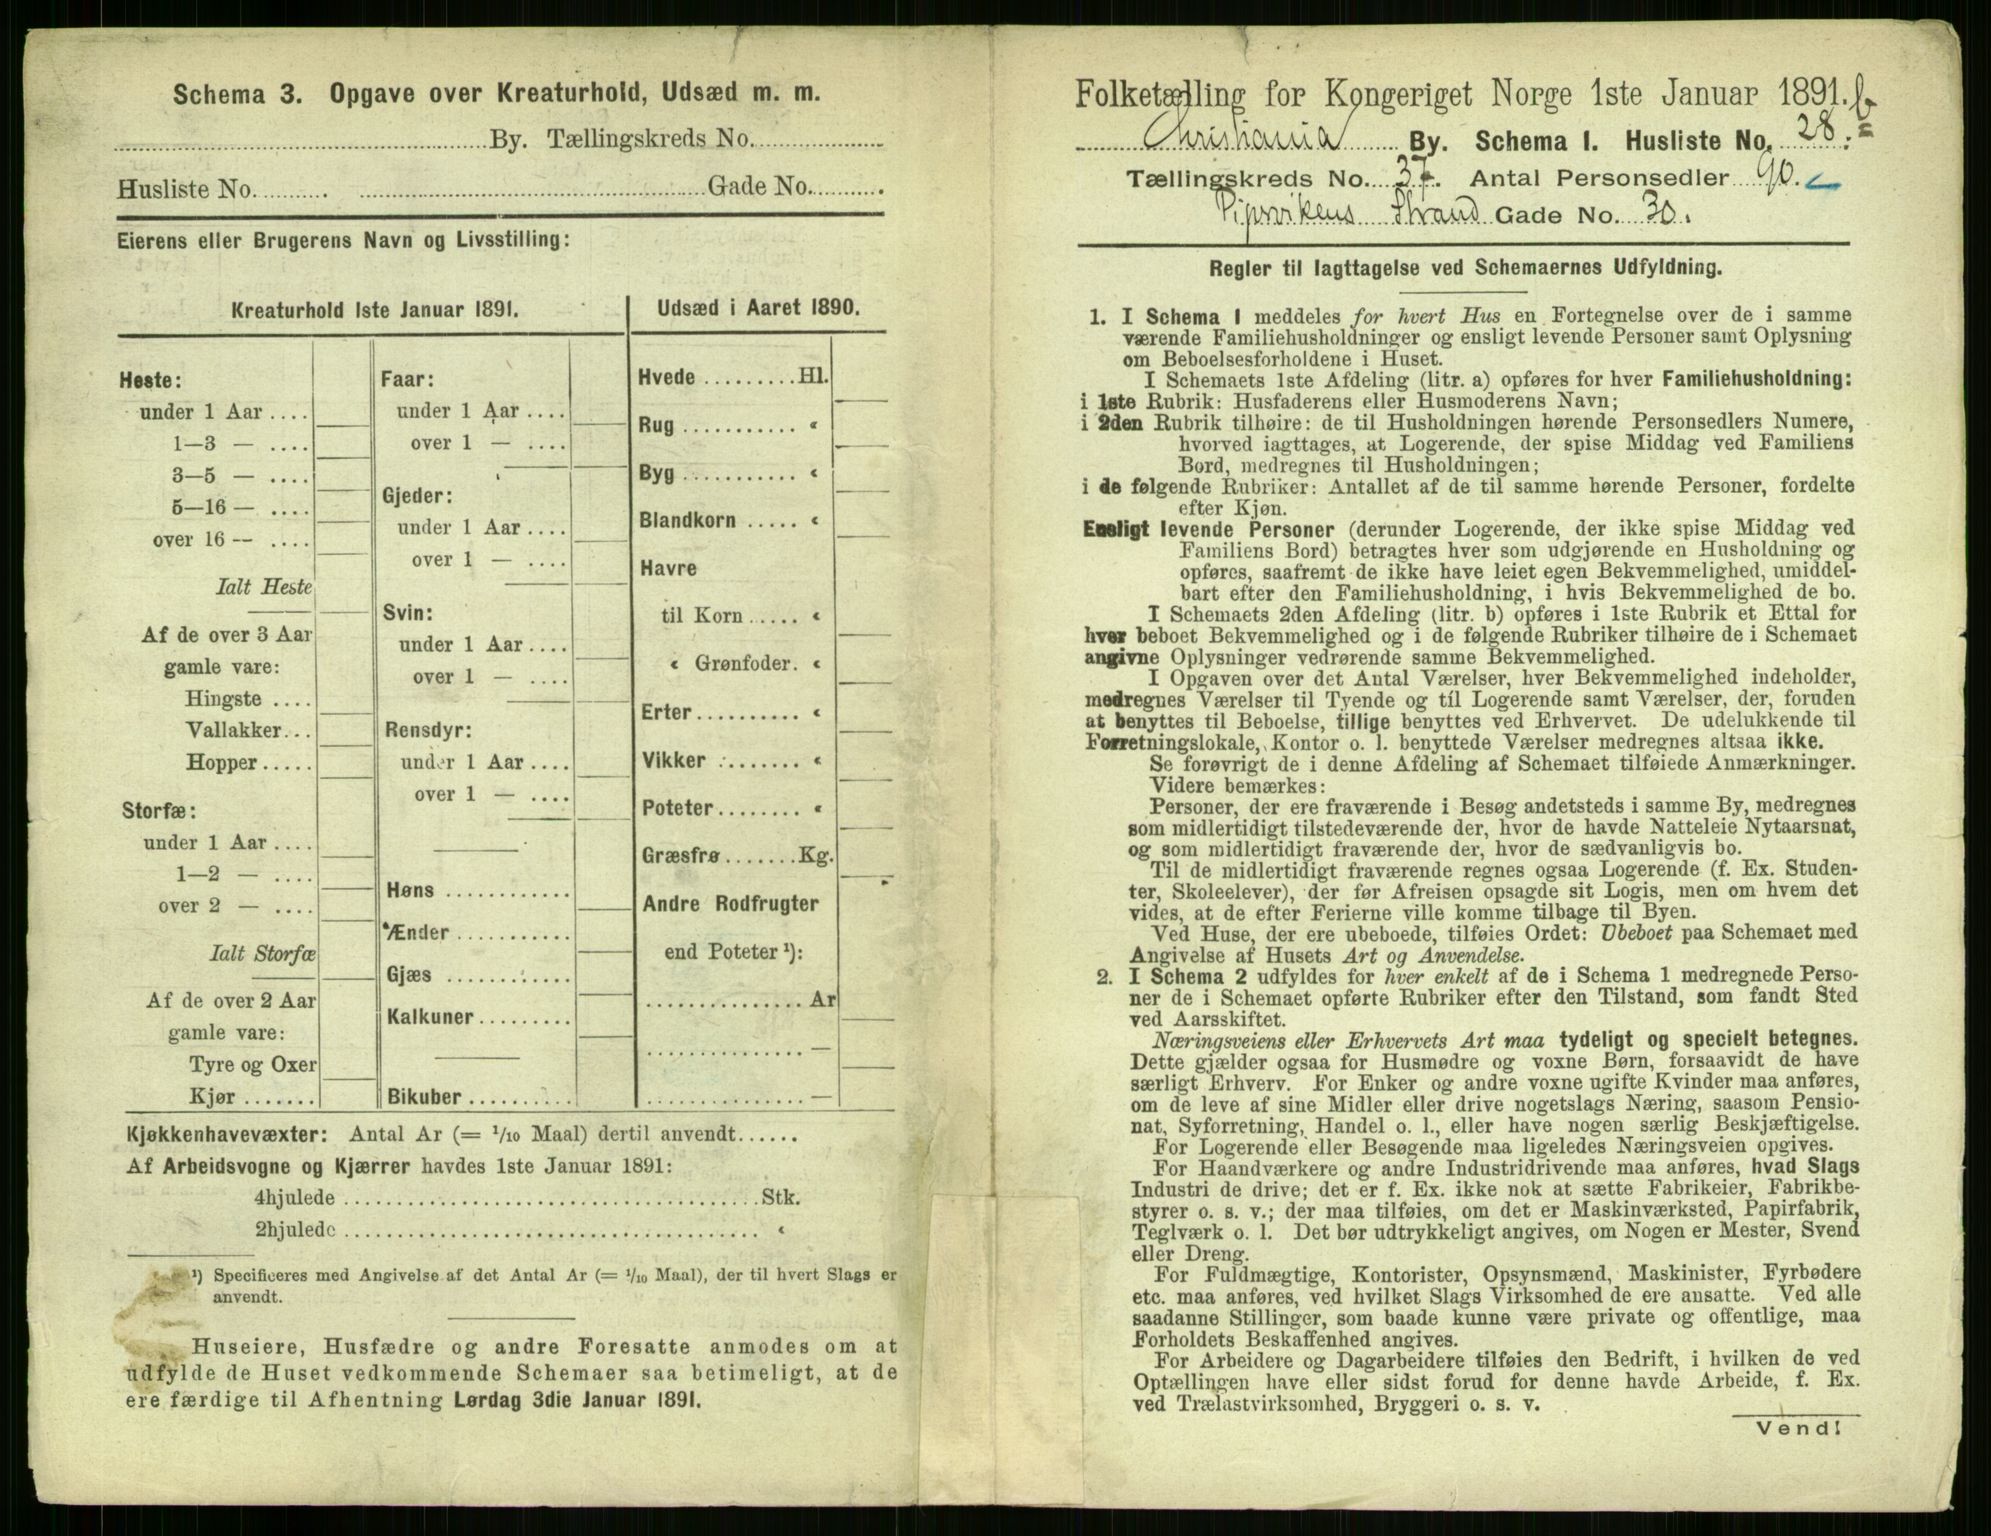 Schema 3. Opgave over Kreaturhold, Udsæd m. m.
By. Tællingskreds No.
Husliste No. Gade No.
Eierens eller Brugerens Navn og Livsstilling:
Kreaturhold 1ste Januar 1891.
Heste:
under 1 Aar ....
1—3 — ....
3—5 — ....
5—16 — ....
over 16 — ....
Ialt Heste
Af de over 3 Aar
gamle vare:
Hingste ....
Vallakker...
Hopper.....
Storfæ:
under 1 Aar ....
1—2 — ....
over 2 — ....
Ialt Storfæ
Af de over 2 Aar
gamle vare:
Tyre og Oxer
Kjør .......
Faar:
under 1 Aar ....
over 1 — ....
Gjeder:
under 1 Aar ....
over 1 — ....
Svin:
under 1 Aar ....
over 1 — ....
Rensdyr:
under 1 Aar ....
over 1 — ....
Høns ............
Ænder ...........
Gjæs ............
Kalkuner.........
Bikuber ..........
Udsæd i Aaret 1890.
Hvede .........Hl.
Rug ........... «
Byg ........... «
Blandkorn ..... «
Havre
til Korn ..... «
« Grønfoder. «
Erter.......... «
Vikker ........ «
Poteter........ «
Græsfrø.......Kg.
Andre Rodfrugter
end Poteter ¹):
............... Ar
............... —
............... —
Kjøkkenhavevæxter: Antal Ar (= 1/10 Maal) dertil anvendt......
Af Arbeidsvogne og Kjærrer havdes 1ste Januar 1891:
4hjulede ........................................Stk.
2hjulede ........................................ «
¹) Specificeres med Angivelse af det Antal Ar (= 1/10 Maal), der til hvert Slags er
anvendt.
Huseiere, Husfædre og andre Foresatte anmodes om at
udfylde de Huset vedkommende Schemaer saa betimeligt, at de
ere færdige til Afhentning Lørdag 3die Januar 1891.
Folketælling for Kongeriget Norge 1ste Januar 1891.
Christiania By. Schema I. Husliste No. 28 b.
Tællingskreds No. 37. Antal Personsedler 90.
Pipervikens Strand Gade No. 30.
Regler til Iagttagelse ved Schemaernes Udfyldning.
1. I Schema 1 meddeles for hvert Hus en Fortegnelse over de i samme
værende Familiehusholdninger og ensligt levende Personer samt Oplysning
om Beboelsesforholdene i Huset.
I Schemaets 1ste Afdeling (litr. a) opføres for hver Familiehusholdning:
i 1ste Rubrik: Husfaderens eller Husmoderens Navn;
i 2den Rubrik tilhøire: de til Husholdningen hørende Personsedlers Numere,
hvorved iagttages, at Logerende, der spise Middag ved Familiens
Bord, medregnes til Husholdningen;
i de følgende Rubriker: Antallet af de til samme hørende Personer, fordelte
efter Kjøn.
Ensligt levende Personer (derunder Logerende, der ikke spise Middag ved
Familiens Bord) betragtes hver som udgjørende en Husholdning og
opføres, saafremt de ikke have leiet egen Bekvemmelighed, umiddel-
bart efter den Familiehusholdning, i hvis Bekvemmelighed de bo.
I Schemaets 2den Afdeling (litr. b) opføres i 1ste Rubrik et Ettal for
hver beboet Bekvemmelighed og i de følgende Rubriker tilhøire de i Schemaet
angivne Oplysninger vedrørende samme Bekvemmelighed.
I Opgaven over det Antal Værelser, hver Bekvemmelighed indeholder,
medregnes Værelser til Tyende og til Logerende samt Værelser, der, foruden
at benyttes til Beboelse, tillige benyttes ved Erhvervet. De udelukkende til
Forretningslokale, Kontor o. l. benyttede Værelser medregnes altsaa ikke.
Se forøvrigt de i denne Afdeling af Schemaet tilføiede Anmærkninger.
Videre bemærkes:
Personer, der ere fraværende i Besøg andetsteds i samme By, medregnes
som midlertidigt tilstedeværende der, hvor de havde Natteleie Nytaarsnat,
og som midlertidigt fraværende der, hvor de sædvanligvis bo.
Til de midlertidigt fraværende regnes ogsaa Logerende (f. Ex. Studen-
ter, Skoleelever), der før Afreisen opsagde sit Logis, men om hvem det
vides, at de efter Ferierne ville komme tilbage til Byen.
Ved Huse, der ere ubeboede, tilføies Ordet: Ubeboet paa Schemaet med
Angivelse af Husets Art og Anvendelse.
2. I Schema 2 udfyldes for hver enkelt af de i Schema 1 medregnede Perso-
ner de i Schemaet opførte Rubriker efter den Tilstand, som fandt Sted
ved Aarsskiftet.
Næringsveiens eller Erhvervets Art maa tydeligt og specielt betegnes.
Dette gjælder ogsaa for Husmødre og voxne Børn, forsaavidt de have
særligt Erhverv. For Enker og andre voxne ugifte Kvinder maa anføres,
om de leve af sine Midler eller drive nogetslags Næring, saasom Pensio-
nat, Syforretning, Handel o. l., eller have nogen særlig Beskjæftigelse.
For Logerende eller Besøgende maa ligeledes Næringsveien opgives.
For Haandværkere og andre Industridrivende maa anføres, hvad Slags
Industri de drive; det er f. Ex. ikke nok at sætte Fabrikeier, Fabrikbe-
styrer o. s. v.; der maa tilføies, om det er Maskinværksted, Papirfabrik,
Teglværk o. l. Det bør udtrykkeligt angives, om Nogen er Mester, Svend
eller Dreng.
For Fuldmægtige, Kontorister, Opsynsmænd, Maskinister, Fyrbødere
etc. maa anføres, ved hvilket Slags Virksomhed de ere ansatte. Ved alle
saadanne Stillinger, som baade kunne være private og offentlige, maa
Forholdets Beskaffenhed angives.
For Arbeidere og Dagarbeidere tilføies den Bedrift, i hvilken de ved
Optællingen have eller sidst forud for denne havde Arbeide, f. Ex.
ved Trælastvirksomhed, Bryggeri o. s. v.
Vend!